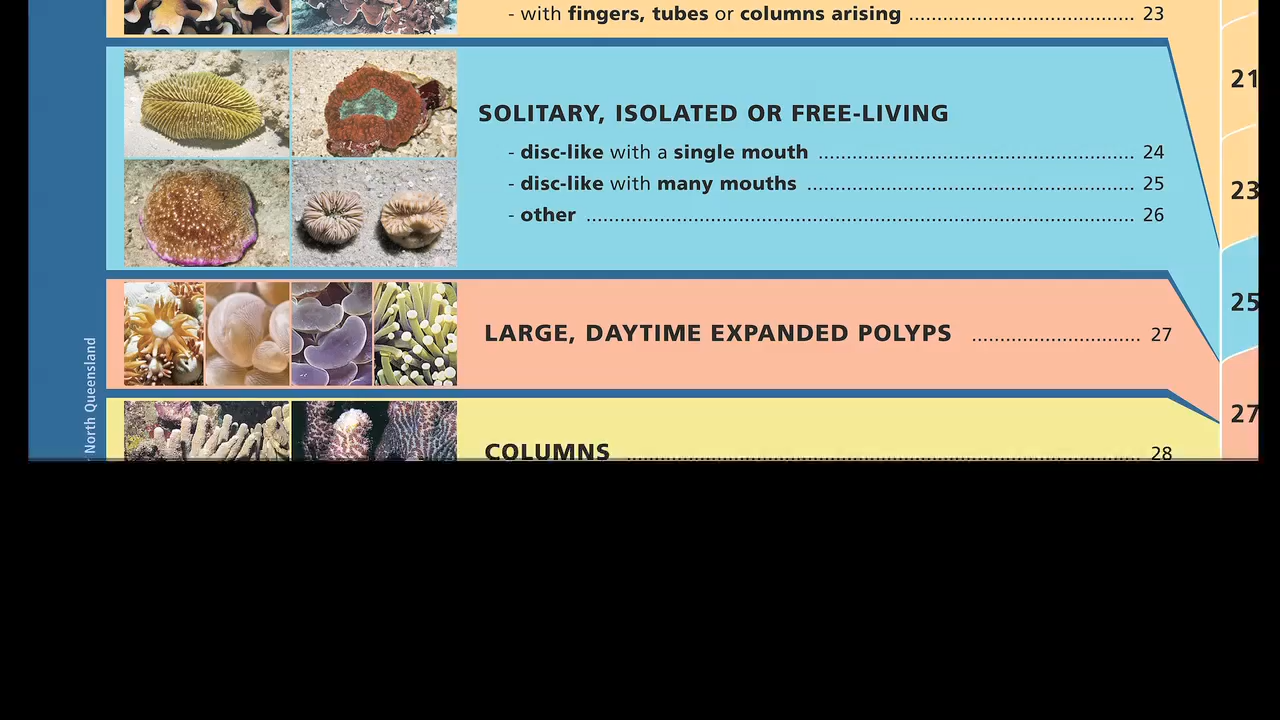 - with fingers, tubes or columns arising ........................................ 23
SOLITARY, ISOLATED OR FREE-LIVING
- disc-like with a single mouth ........................................................ 24
- disc-like with many mouths .......................................................... 25
- other .................................................................................................. 26
LARGE, DAYTIME EXPANDED POLYPS .............................. 27
COLUMNS ............................................................................................ 28
North Queensland
21
23
25
27